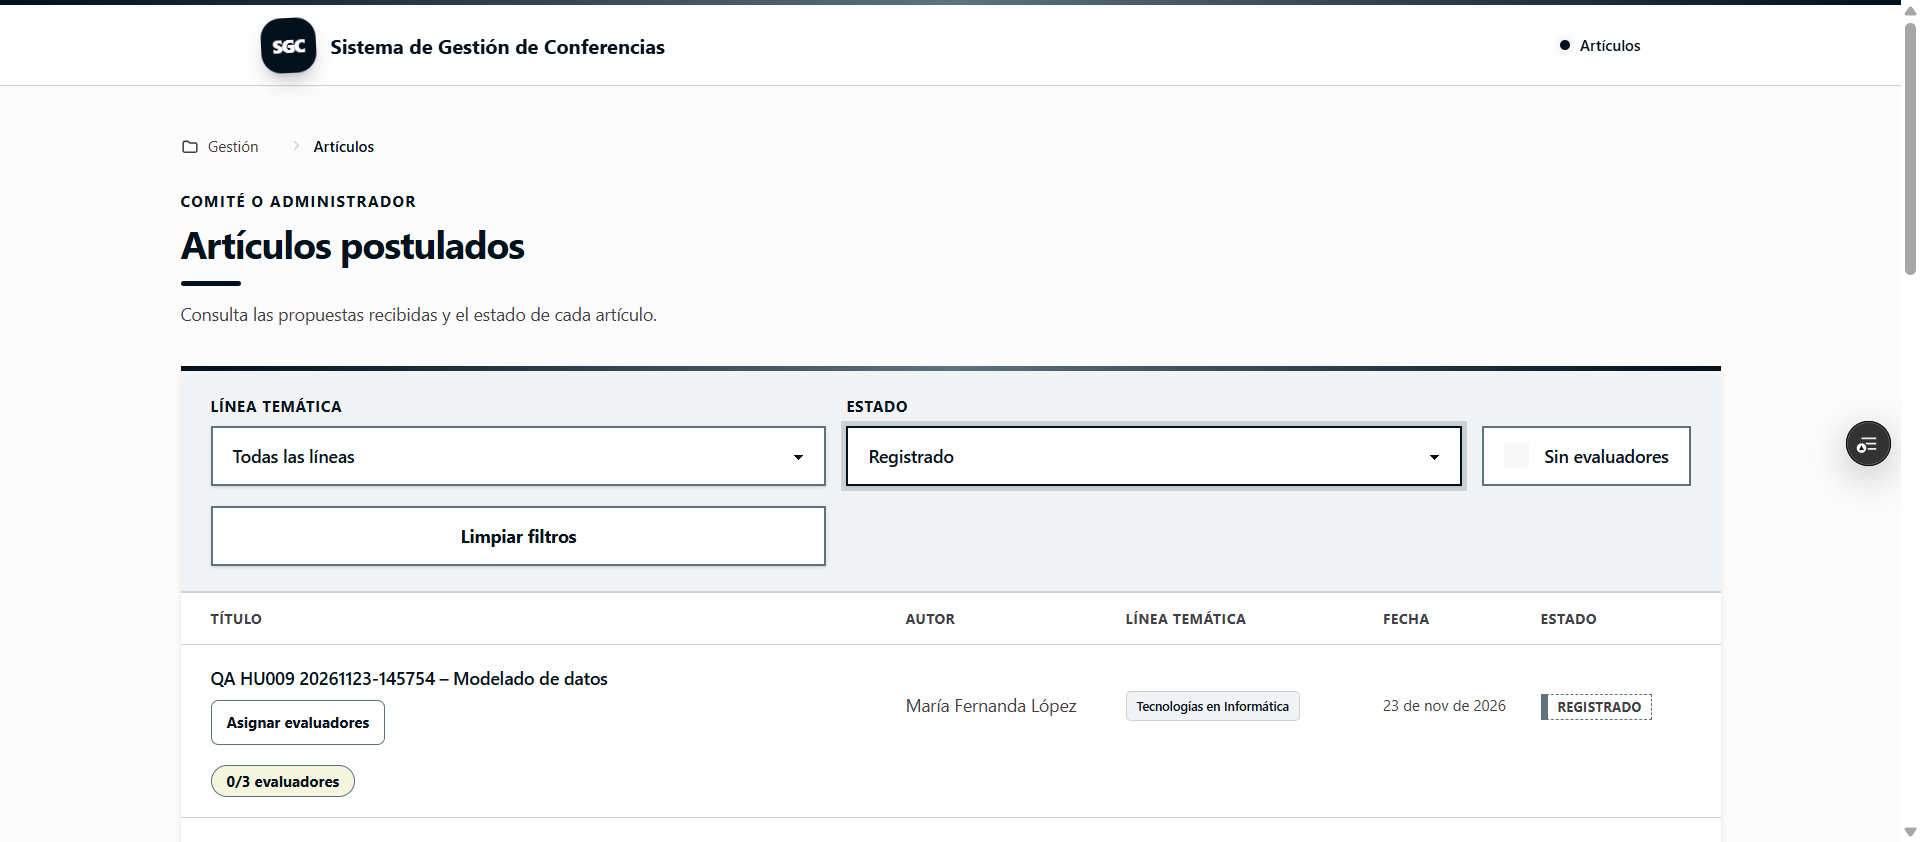 SGC
Sistema de Gestión de Conferencias
Artículos
Gestión
Artículos
COMITÉ O ADMINISTRADOR
Artículos postulados
Consulta las propuestas recibidas y el estado de cada artículo.
LÍNEA TEMÁTICA
ESTADO
Todas las líneas
Registrado
Sin evaluadores
Limpiar filtros
TÍTULO
AUTOR
LÍNEA TEMÁTICA
FECHA
ESTADO
QA HU009 20261123-145754 – Modelado de datos
Asignar evaluadores
0/3 evaluadores
María Fernanda López
Tecnologías en Informática
23 de nov de 2026
REGISTRADO